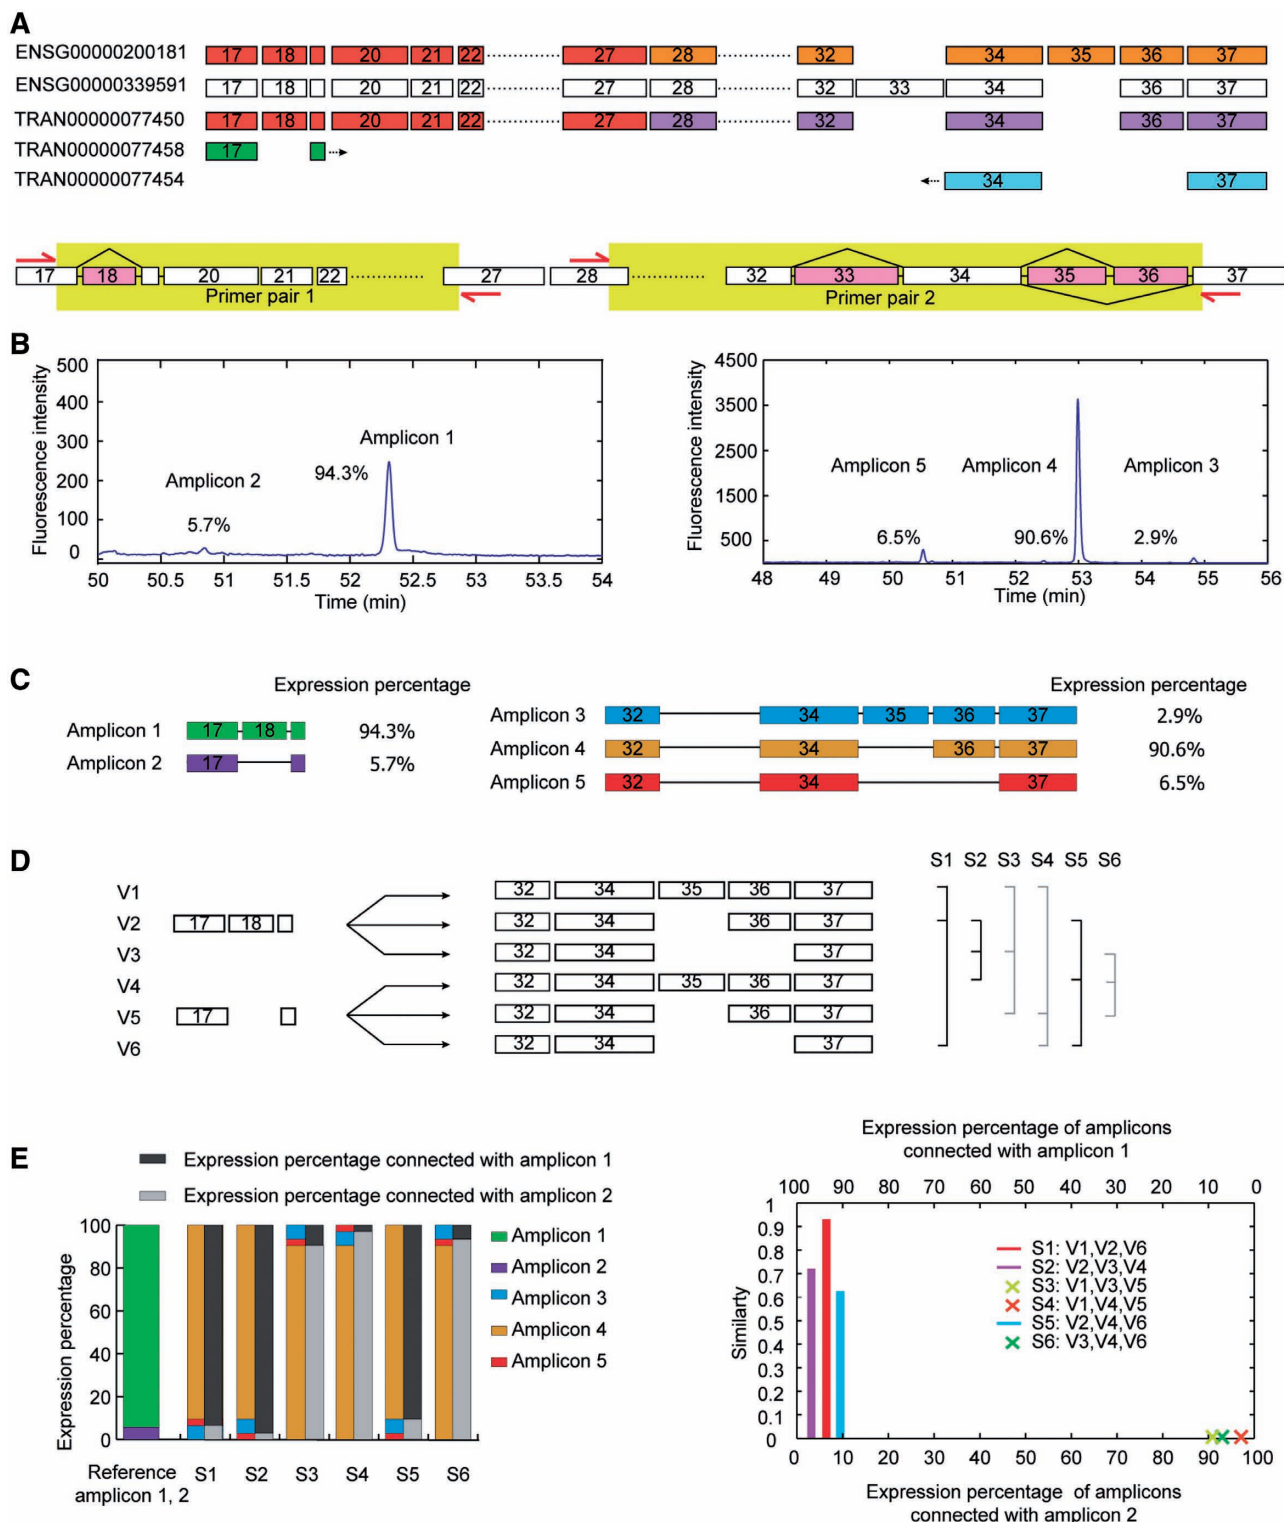 A
ENSG00000200181 17 18 20 21 22 27 28 32 34 35 36 37
ENSG00000339591 17 18 20 21 22 27 28 32 33 34 36 37
TRAN00000077450 17 18 20 21 22 27 28 32 34 36 37
TRAN00000077458 17
TRAN00000077454 34 37
17 18 20 21 22 27 28 32 33 34 35 36 37
Primer pair 1 Primer pair 2
B
Fluorescence intensity
500
400
300
200
100
0
Amplicon 1
94.3%
Amplicon 2
5.7%
50 50.5 51 51.5 52 52.5 53 53.5 54
Time (min)
Fluorescence intensity
4500
3500
2500
1500
500
Amplicon 5 Amplicon 4 Amplicon 3
6.5% 90.6% 2.9%
48 49 50 51 52 53 54 55 56
Time (min)
C
Expression percentage
Amplicon 1 17 18 94.3%
Amplicon 2 17 5.7%
Expression percentage
Amplicon 3 32 34 35 36 37 2.9%
Amplicon 4 32 34 36 37 90.6%
Amplicon 5 32 34 37 6.5%
D
S1 S2 S3 S4 S5 S6
V1 32 34 35 36 37
V2 17 18 32 34 36 37
V3 32 34 37
V4 32 34 35 36 37
V5 17 32 34 36 37
V6 32 34 37
E
Expression percentage connected with amplicon 1
Expression percentage connected with amplicon 2
Expression percentage
100
80
60
40
20
0
Amplicon 1
Amplicon 2
Amplicon 3
Amplicon 4
Amplicon 5
Reference
amplicon 1, 2
S1 S2 S3 S4 S5 S6
Expression percentage of amplicons
connected with amplicon 1
100 90 80 70 60 50 40 30 20 10 0
Similarty
1
0.9
0.8
0.7
0.6
0.5
0.4
0.3
0.2
0.1
0
S1: V1,V2,V6
S2: V2,V3,V4
S3: V1,V3,V5
S4: V1,V4,V5
S5: V2,V4,V6
S6: V3,V4,V6
0 10 20 30 40 50 60 70 80 90 100
Expression percentage of amplicons
connected with amplicon 2